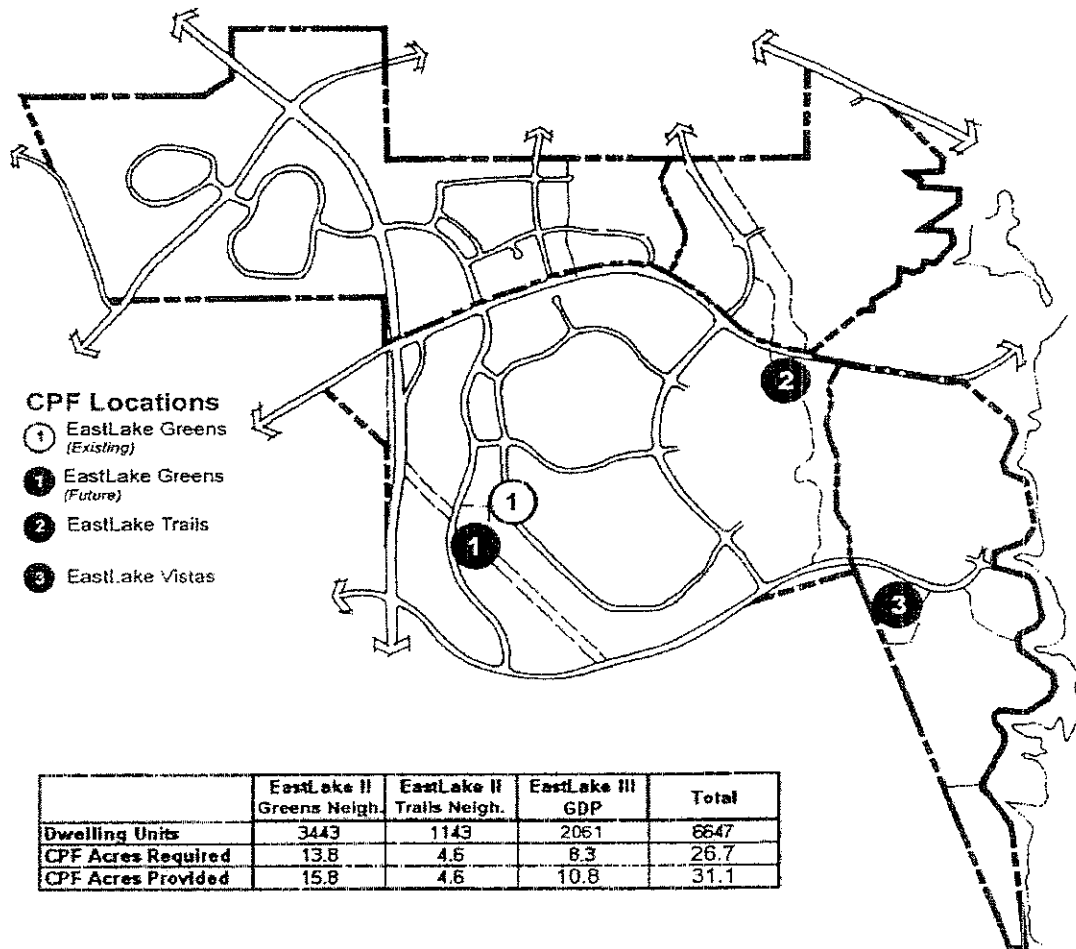 2
CPF Locations
1 EastLake Greens
(Existing)
1 EastLake Greens
(Future)
2 EastLake Trails
3 EastLake Vistas
1
1
3
EastLake II Greens Neigh. EastLake II Trails Neigh. EastLake III GDP Total
Dwelling Units 3443 1143 2061 6647
CPF Acres Required 13.8 4.6 8.3 26.7
CPF Acres Provided 15.8 4.6 10.8 31.1